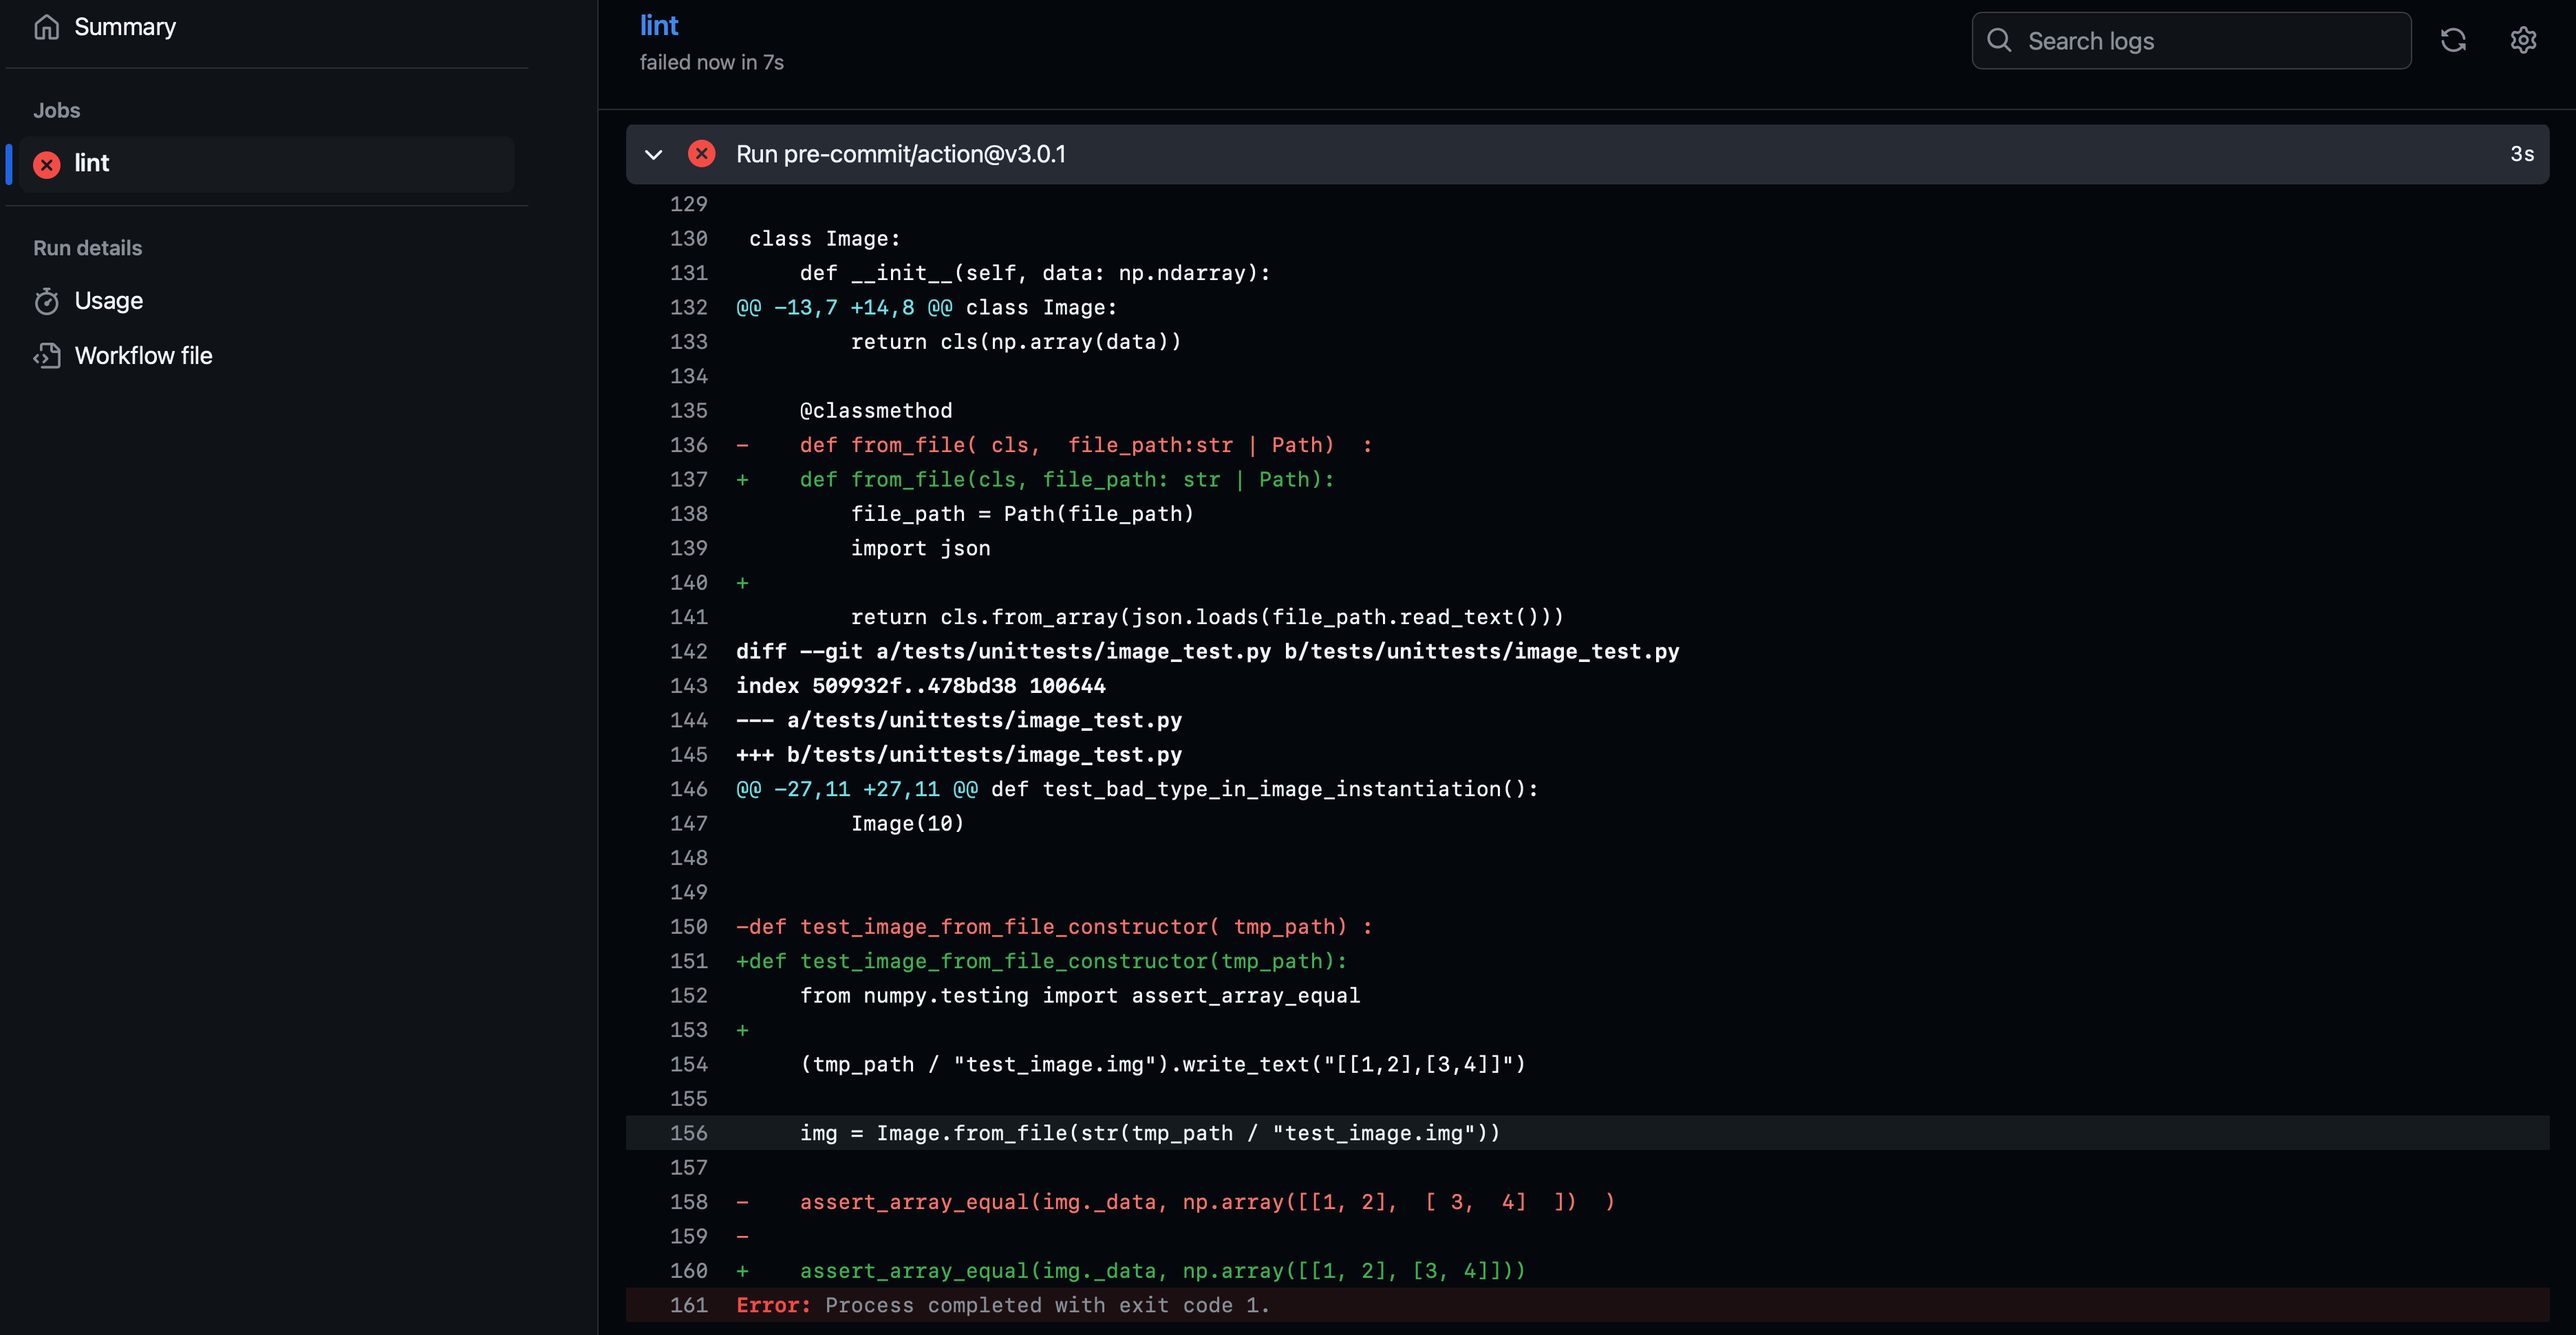 Summary
Jobs
lint
Run details
Usage
Workflow file
lint
failed now in 7s
Search logs
Run pre-commit/action@v3.0.1 3s
129
130  class Image:
131      def __init__(self, data: np.ndarray):
132 @@ -13,7 +14,8 @@ class Image:
133          return cls(np.array(data))
134
135      @classmethod
136 -    def from_file( cls,  file_path:str | Path)  :
137 +    def from_file(cls, file_path: str | Path):
138          file_path = Path(file_path)
139          import json
140 +
141          return cls.from_array(json.loads(file_path.read_text()))
142 diff --git a/tests/unittests/image_test.py b/tests/unittests/image_test.py
143 index 509932f..478bd38 100644
144 --- a/tests/unittests/image_test.py
145 +++ b/tests/unittests/image_test.py
146 @@ -27,11 +27,11 @@ def test_bad_type_in_image_instantiation():
147          Image(10)
148
149
150 -def test_image_from_file_constructor( tmp_path) :
151 +def test_image_from_file_constructor(tmp_path):
152      from numpy.testing import assert_array_equal
153 +
154      (tmp_path / "test_image.img").write_text("[[1,2],[3,4]]")
155
156      img = Image.from_file(str(tmp_path / "test_image.img"))
157
158 -    assert_array_equal(img._data, np.array([[1, 2],  [ 3,  4]  ])  )
159 -
160 +    assert_array_equal(img._data, np.array([[1, 2], [3, 4]]))
161 Error: Process completed with exit code 1.